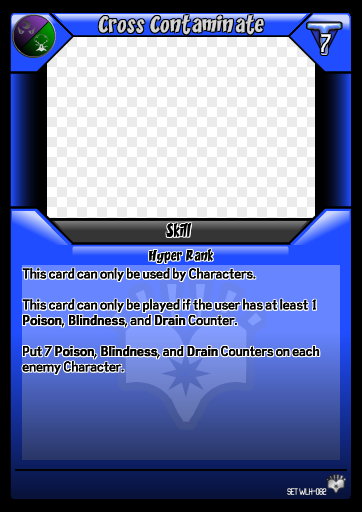 Cross Contaminate
7
Skill
Hyper Rank
This card can only be used by Characters.
This card can only be played if the user has at least 1
Poison, Blindness, and Drain Counter.
Put 7 Poison, Blindness, and Drain Counters on each
enemy Character.
SET WLH-082